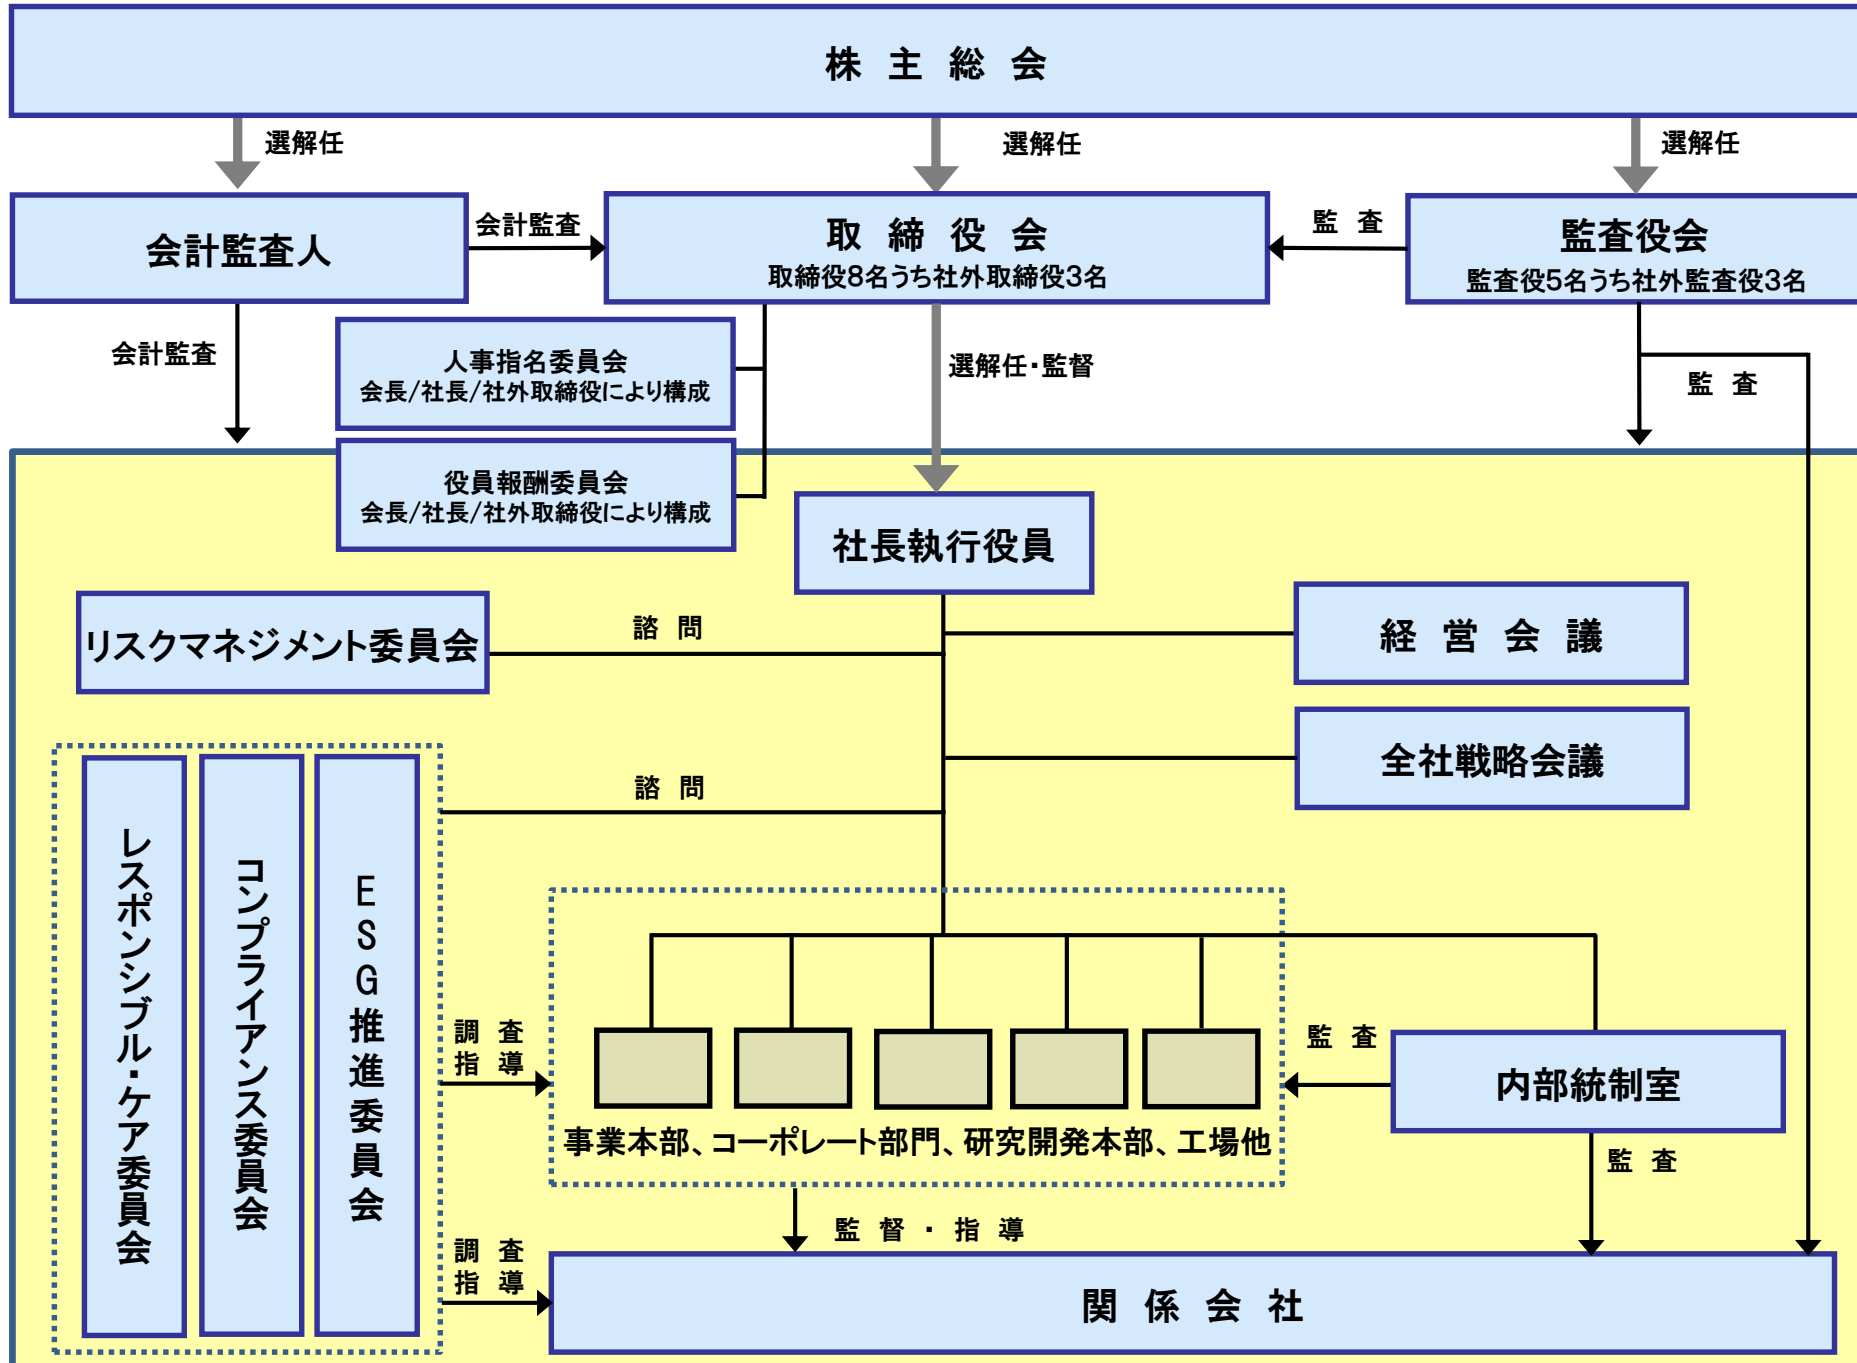 株主総会
選解任
選解任
選解任
会計監査人
会計監査
取締役会
取締役8名うち社外取締役3名
監査
監査役会
監査役5名うち社外監査役3名
会計監査
人事指名委員会
会長/社長/社外取締役により構成
選解任・監督
監査
役員報酬委員会
会長/社長/社外取締役により構成
社長執行役員
リスクマネジメント委員会
諮問
経営会議
全社戦略会議
諮問
レスポンシブル・ケア委員会
コンプライアンス委員会
ESG推進委員会
調査
指導
監査
内部統制室
事業本部、コーポレート部門、研究開発本部、工場他
監査
監督・指導
調査
指導
関係会社